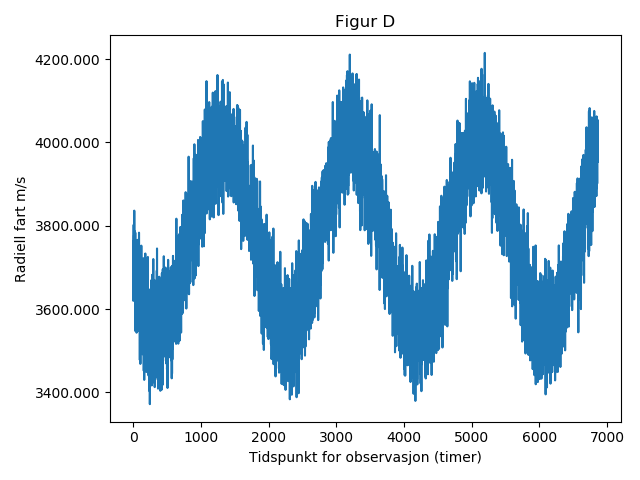 Figur D
4200.000
4000.000
3800.000
3600.000
3400.000
Radiell fart m/s
0 1000 2000 3000 4000 5000 6000 7000
Tidspunkt for observasjon (timer)